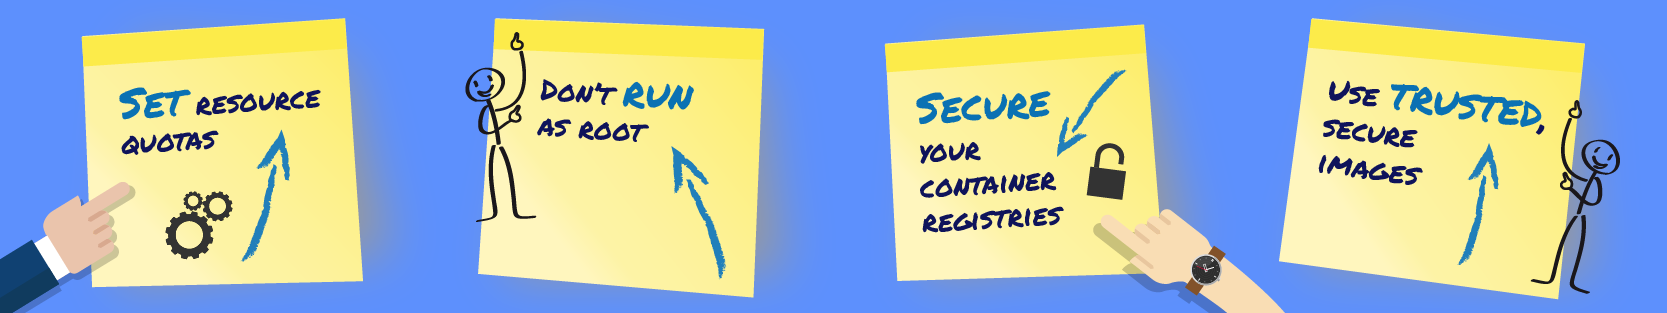 SET RESOURCE
QUOTAS
DON'T RUN
AS ROOT
SECURE
YOUR
CONTAINER
REGISTRIES
USE TRUSTED,
SECURE
IMAGES